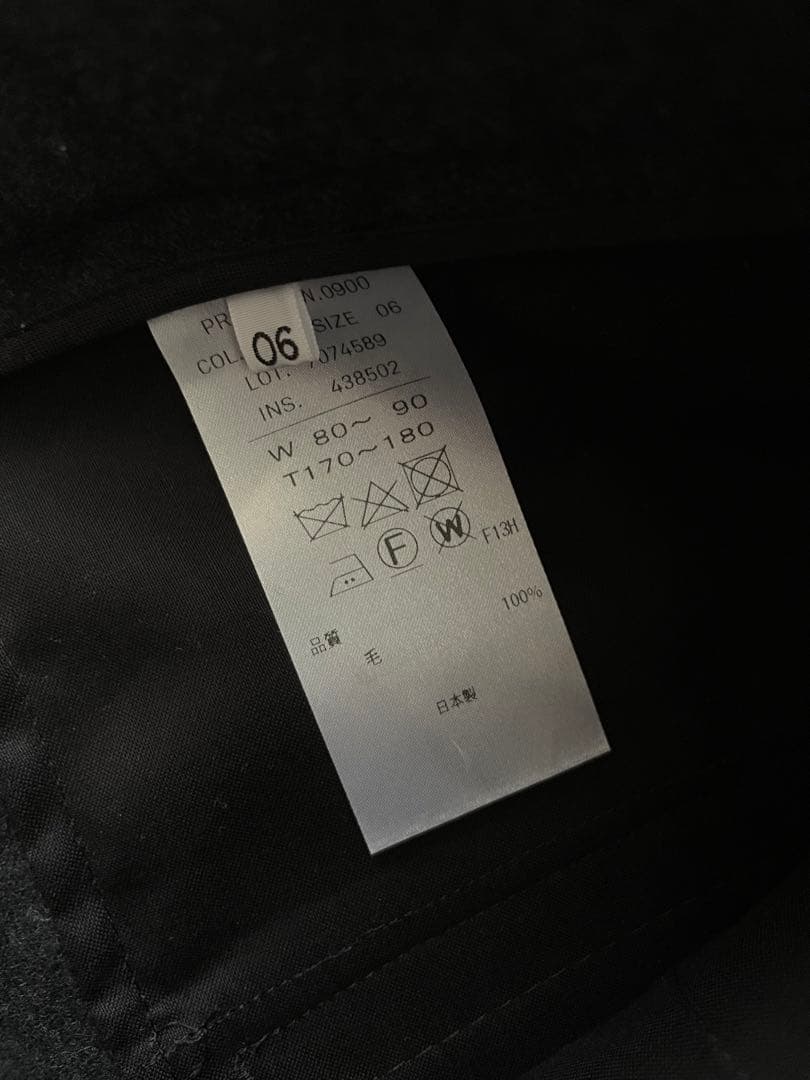 06
N.0900
SIZE 06
LOT. 7074589
INS. 438502
W 80～ 90
T170～180
F W F13H
品質
毛 100%
日本製